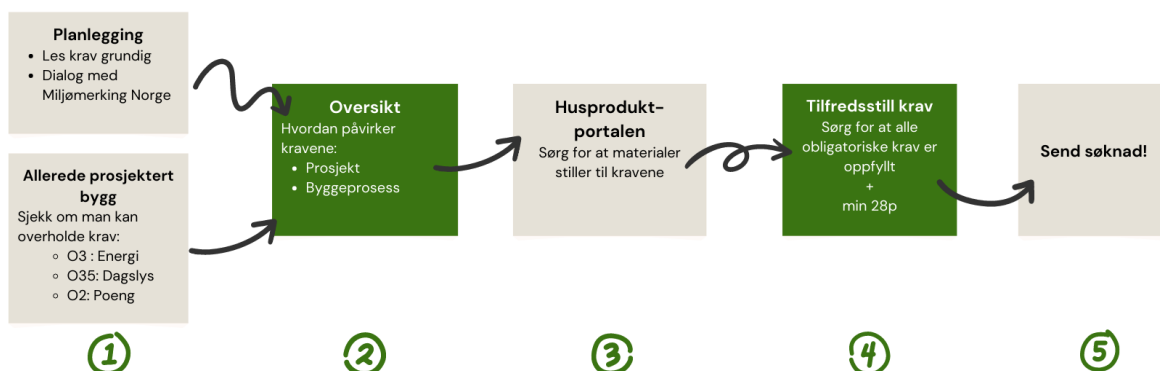 Planlegging
• Les krav grundig
• Dialog med
Miljømerking Norge
Allerede prosjektert
bygg
Sjekk om man kan
overholde krav:
◦ O3 : Energi
◦ O35: Dagslys
◦ O2: Poeng
Oversikt
Hvordan påvirker
kravene:
• Prosjekt
• Byggeprosess
Husprodukt-
portalen
Sørg for at materialer
stiller til kravene
Tilfredsstill krav
Sørg for at alle
obligatoriske krav er
oppfyllt
+
min 28p
Send søknad!
1
2
3
4
5